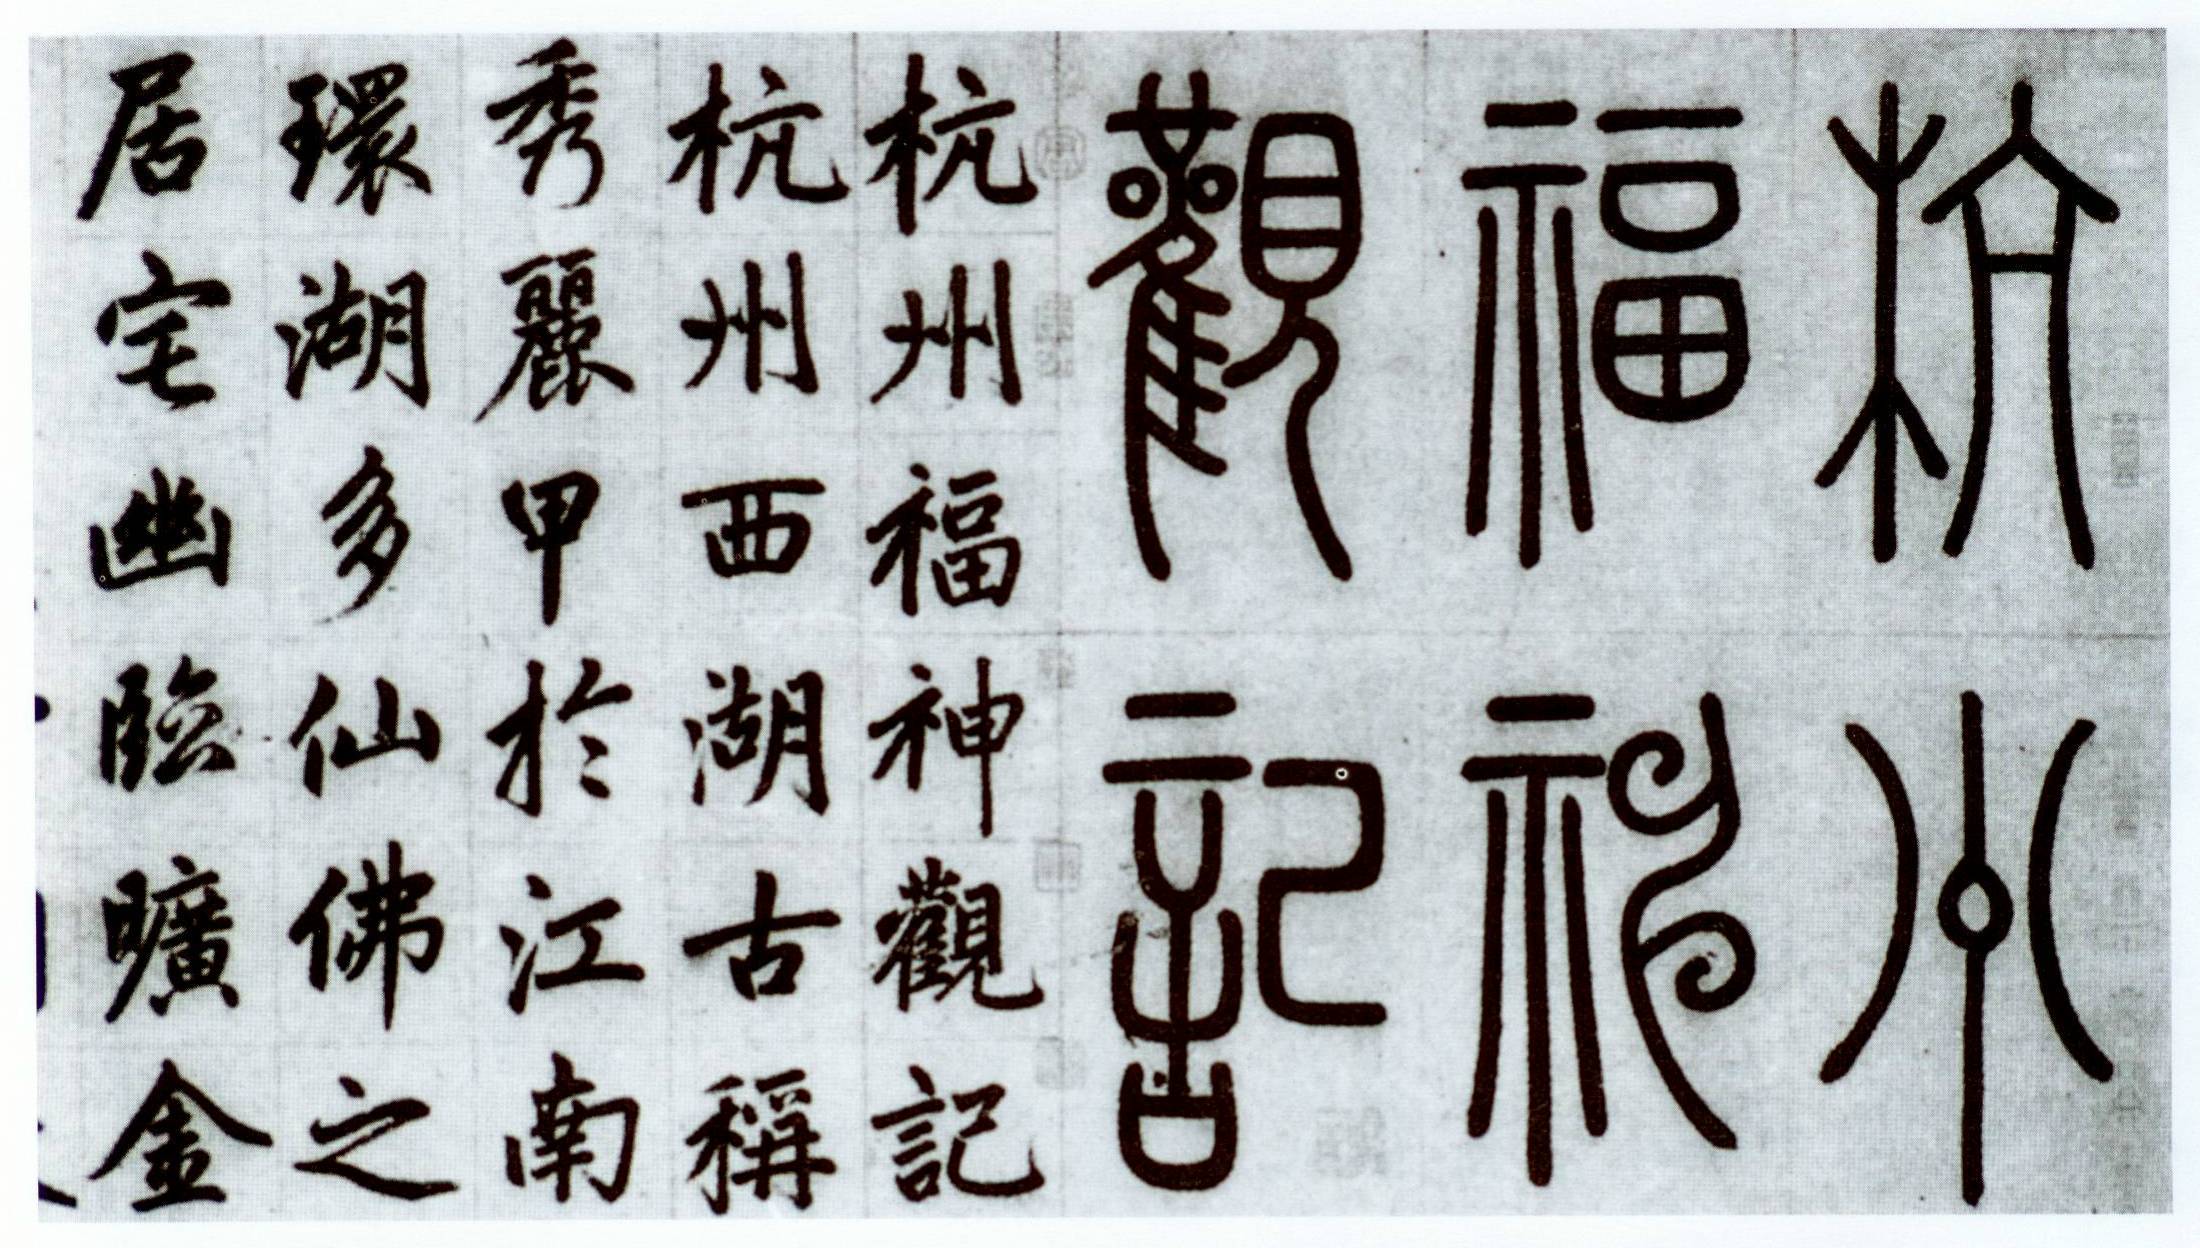 杭州
福神
觀記
杭州福神觀記
杭州西湖古稱
秀麗甲於江南
環湖多仙佛之
居宅幽臨曠金